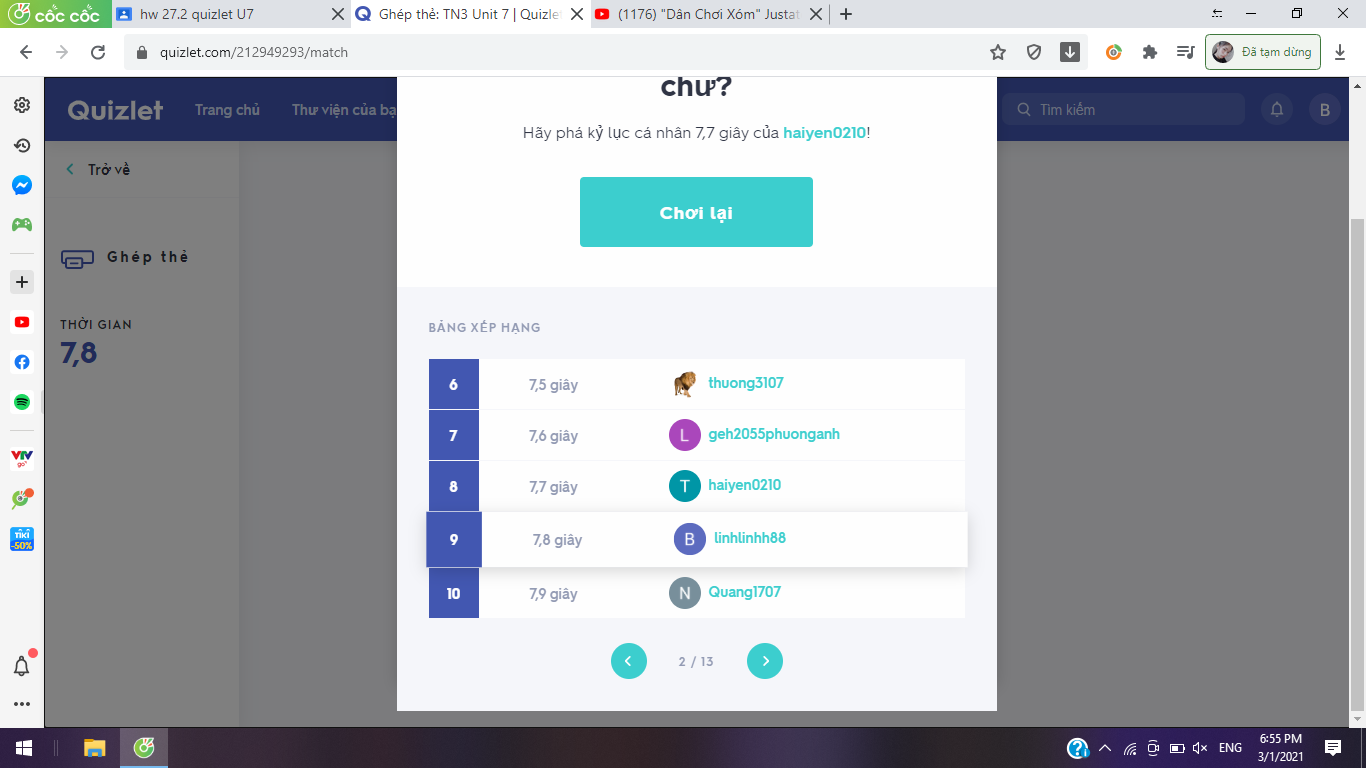 cốc cốc
hw 27.2 quizlet U7
Ghép thẻ: TN3 Unit 7 | Quizle
(1176) "Dân Chơi Xóm" Justat
quizlet.com/212949293/match
Đã tạm dừng
Quizlet
Trang chủ
Thư viện của bạ
Tìm kiếm
B
Trở về
Ghép thẻ
THỜI GIAN
7,8
chứ?
Hãy phá kỷ lục cá nhân 7,7 giây của haiyen0210!
Chơi lại
BẢNG XẾP HẠNG
6 7,5 giây thuong3107
7 7,6 giây L geh2055phuonganh
8 7,7 giây T haiyen0210
9 7,8 giây B linhlinhh88
10 7,9 giây N Quang1707
2 / 13
VTV
go
TIKI
-50%
ENG
6:55 PM
3/1/2021